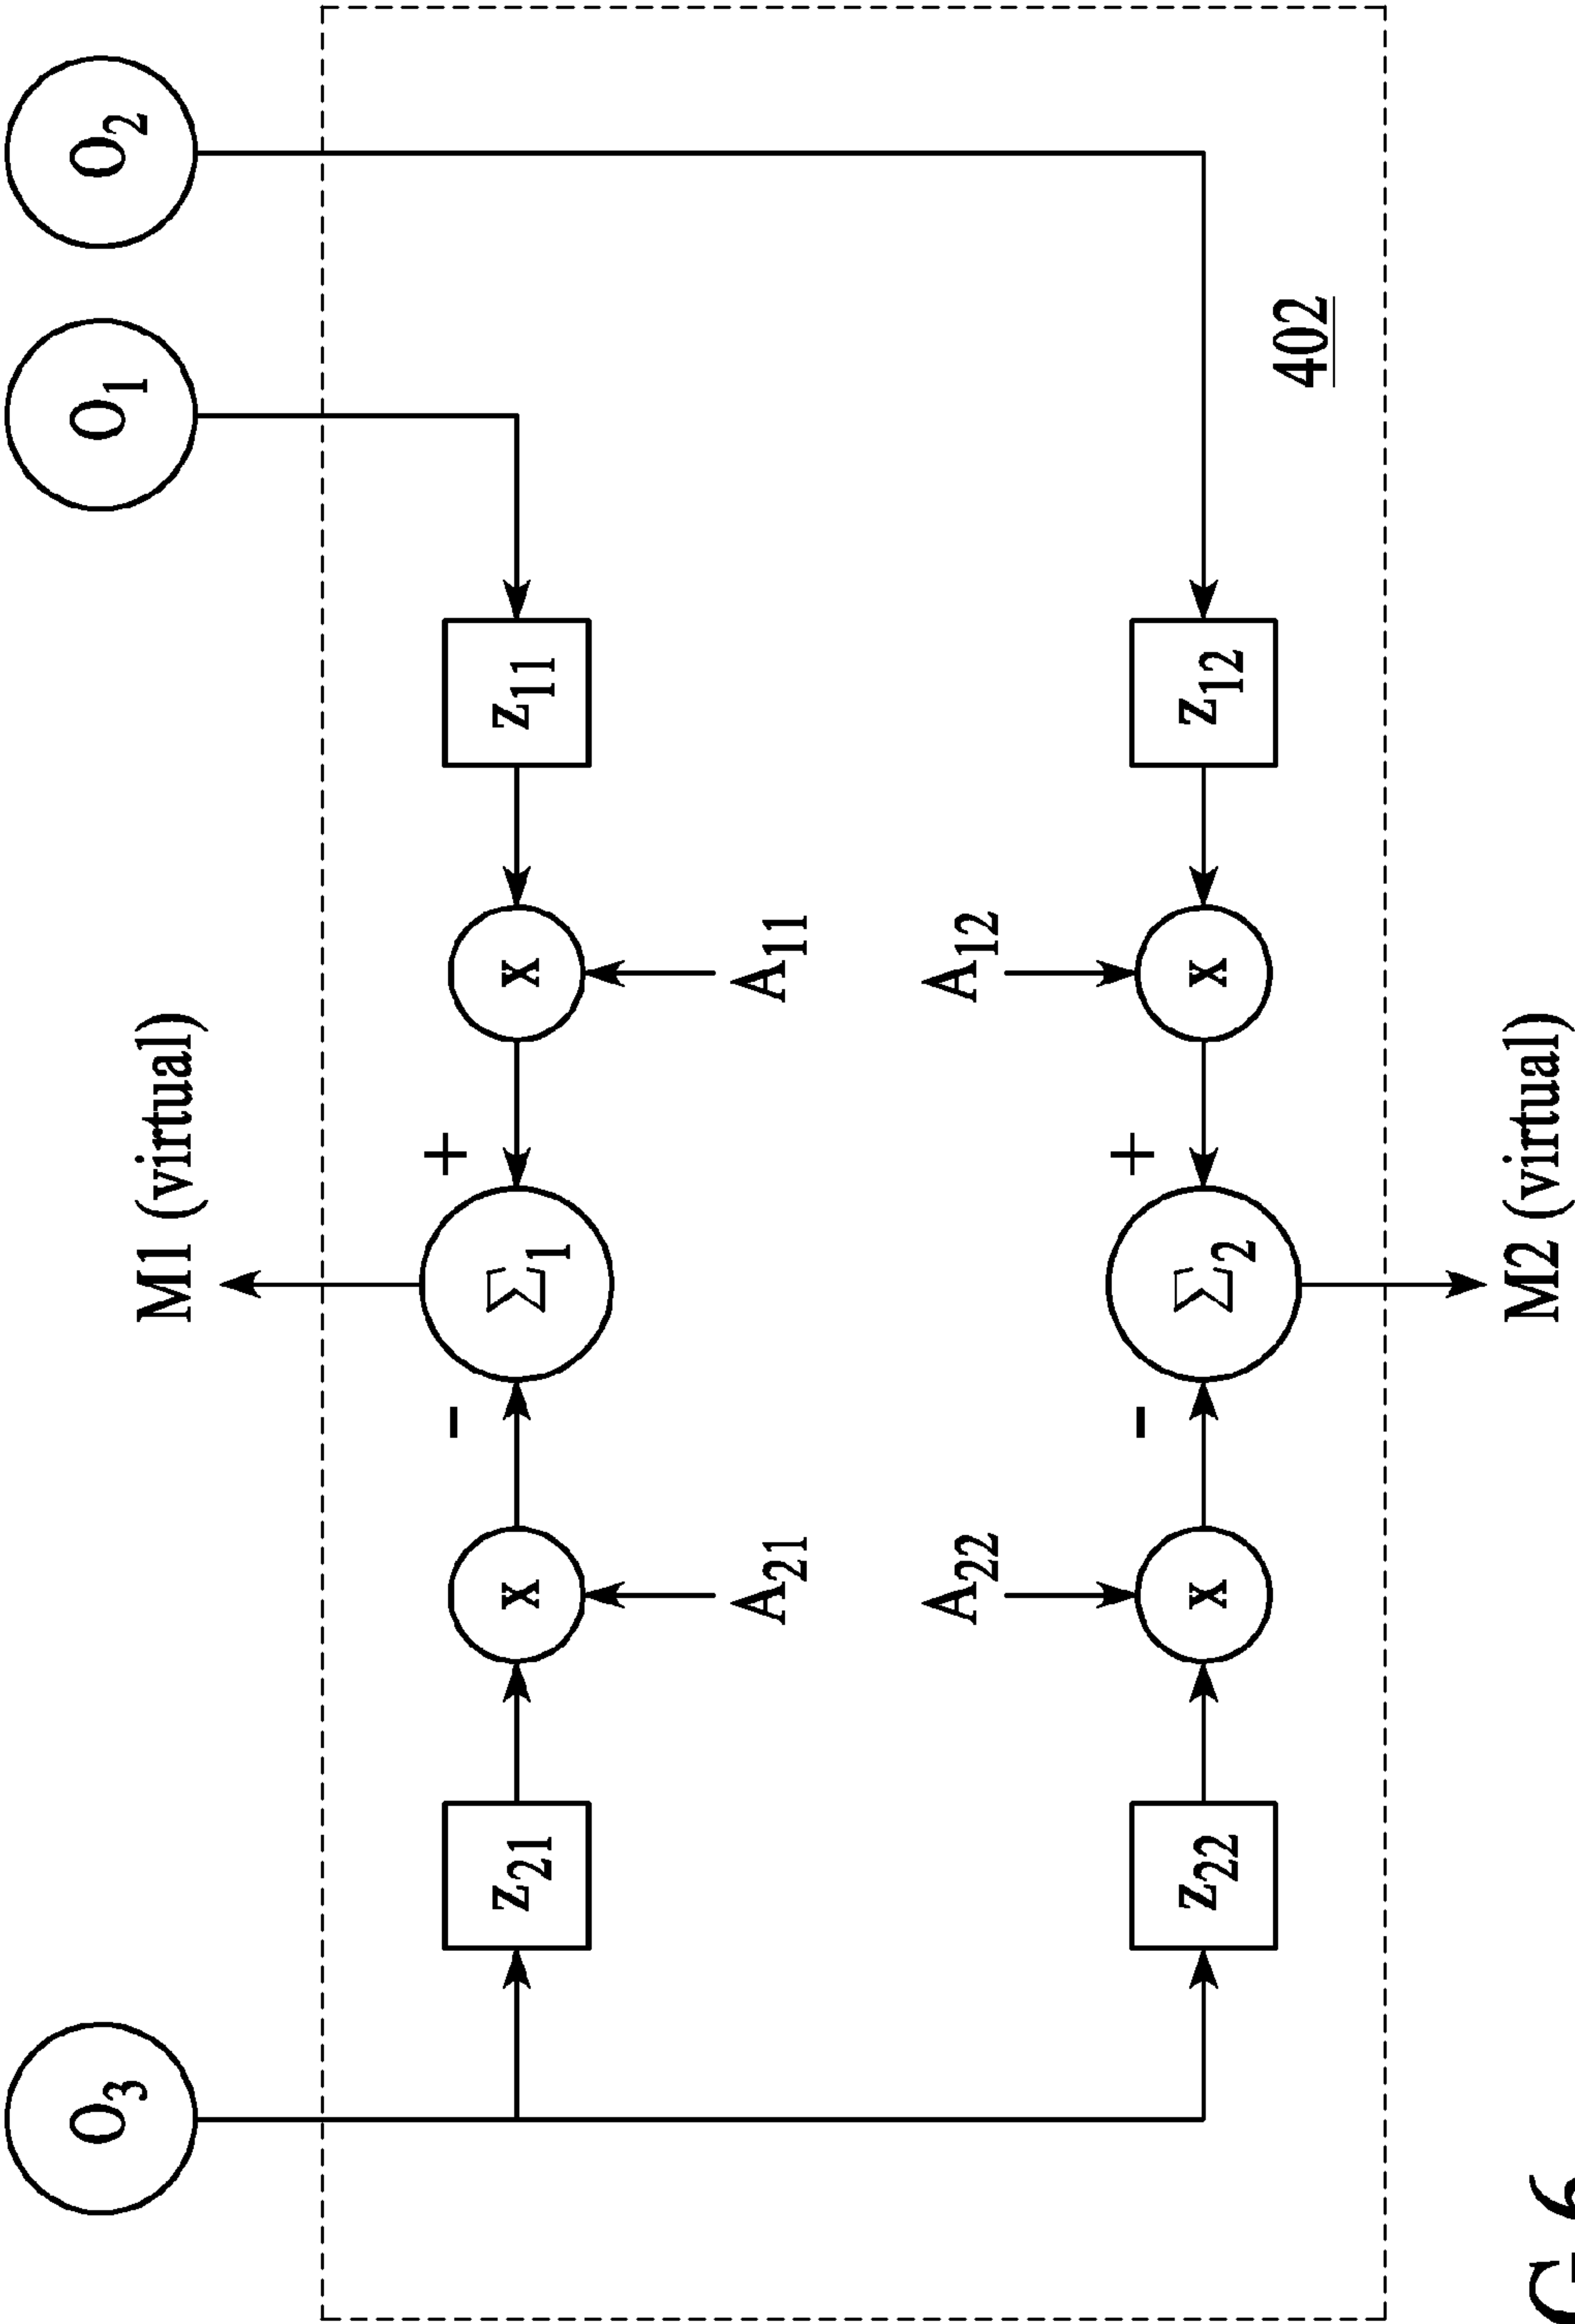 O3
O1
O2
M1 (virtual)
-
+
z21
x
Σ1
x
z11
A21
A11
A22
A12
-
+
z22
x
Σ2
x
z12
402
M2 (virtual)